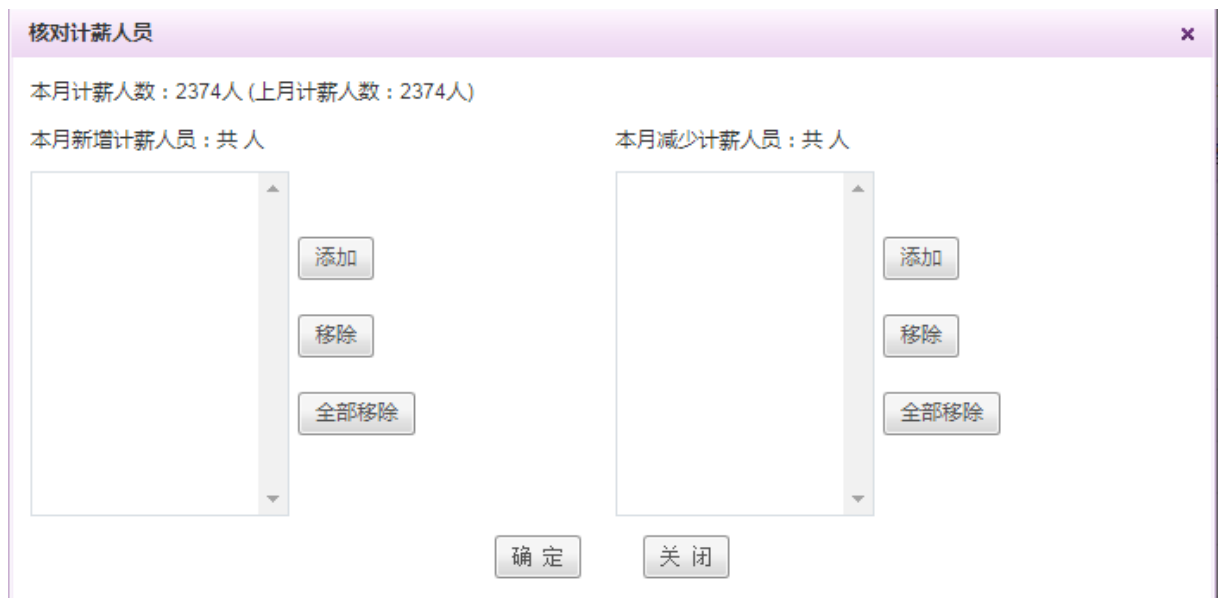 核对计薪人员
本月计薪人数：2374人 (上月计薪人数：2374人)
本月新增计薪人员：共 人
本月减少计薪人员：共 人
添加
添加
移除
移除
全部移除
全部移除
确 定
关 闭